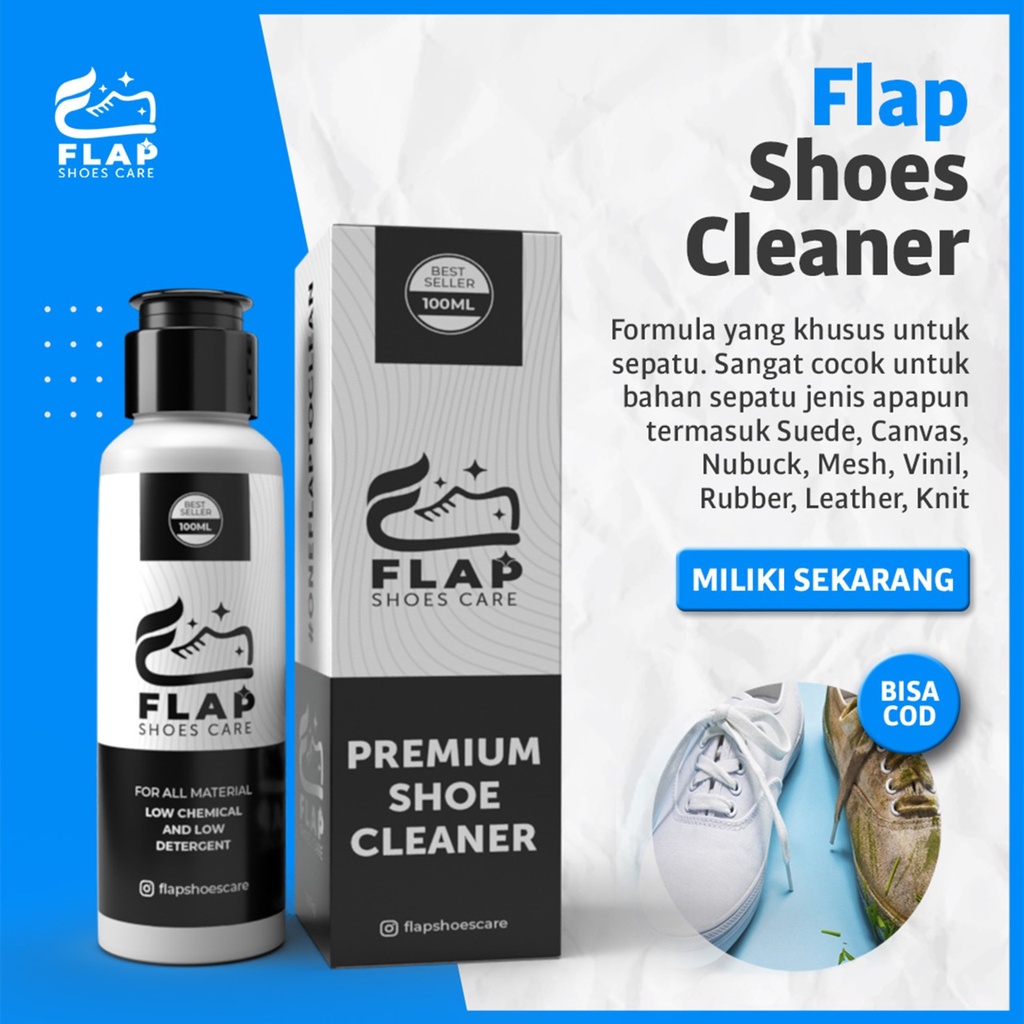 FLAP
SHOES CARE
Flap
Shoes
Cleaner
Formula yang khusus untuk
sepatu. Sangat cocok untuk
bahan sepatu jenis apapun
termasuk Suede, Canvas,
Nubuck, Mesh, Vinil,
Rubber, Leather, Knit
MILIKI SEKARANG
BISA
COD
BEST
SELLER
100ML
FLAP
SHOES CARE
FOR ALL MATERIAL
LOW CHEMICAL
AND LOW
DETERGENT
flapshoescare
#ONEFLAPTOCLEAN
FLAP
BEST
SELLER
100ML
FLAP
SHOES CARE
PREMIUM
SHOE
CLEANER
flapshoescare